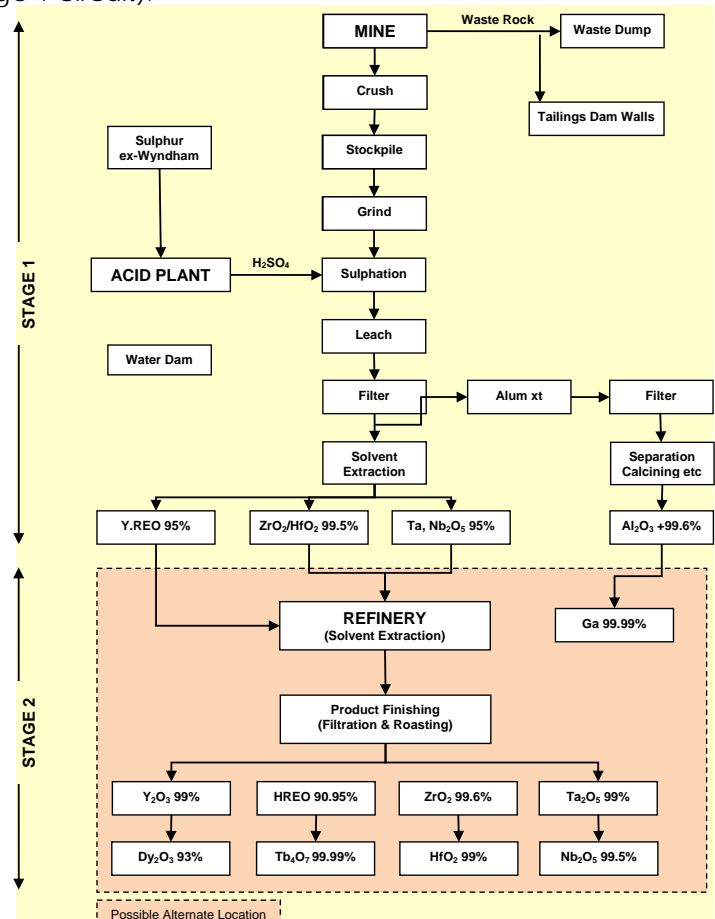 ge 1 Circuit).
MINE
Waste Rock
Waste Dump
Crush
Tailings Dam Walls
Sulphur
ex-Wyndham
Stockpile
Grind
ACID PLANT
H₂SO₄
Sulphation
Leach
Water Dam
Filter
Alum xt
Filter
Solvent
Extraction
Separation
Calcining etc
Y.REO 95%
ZrO₂/HfO₂ 99.5%
Ta, Nb₂O₅ 95%
Al₂O₃ +99.6%
STAGE 1
REFINERY
(Solvent Extraction)
Ga 99.99%
Product Finishing
(Filtration & Roasting)
Y₂O₃ 99%
HREO 90.95%
ZrO₂ 99.6%
Ta₂O₅ 99%
Dy₂O₃ 93%
Tb₄O₇ 99.99%
HfO₂ 99%
Nb₂O₅ 99.5%
STAGE 2
Possible Alternate Location